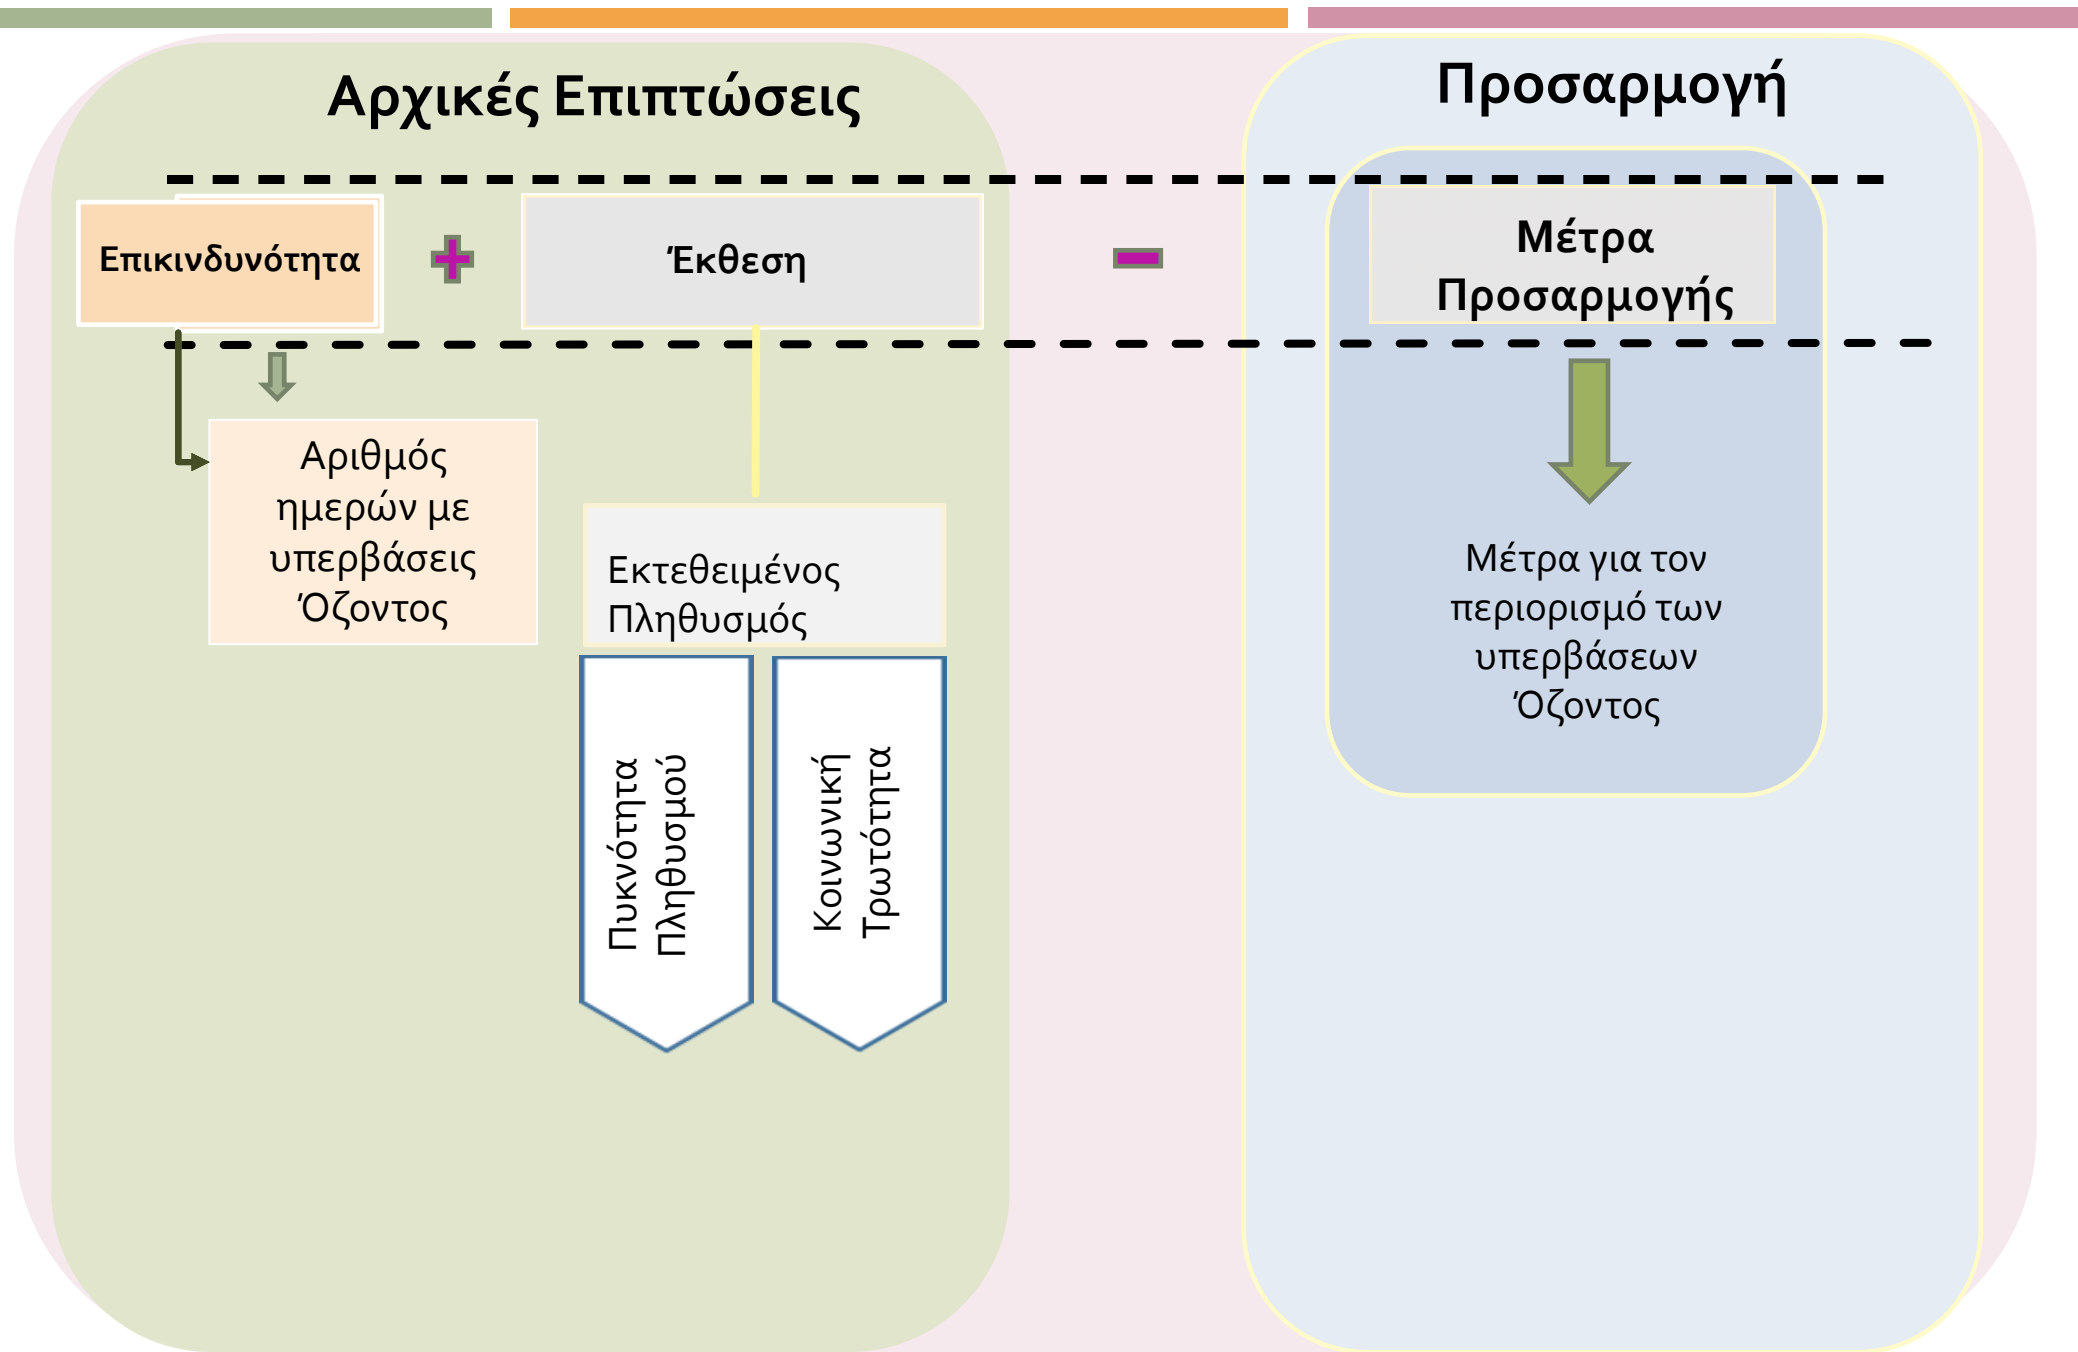 Αρχικές Επιπτώσεις
Προσαρμογή
Επικινδυνότητα
Έκθεση
Μέτρα
Προσαρμογής
Αριθμός
ημερών με
υπερβάσεις
Όζοντος
Εκτεθειμένος
Πληθυσμός
Πυκνότητα
Πληθυσμού
Κοινωνική
Τρωτότητα
Μέτρα για τον
περιορισμό των
υπερβάσεων
Όζοντος